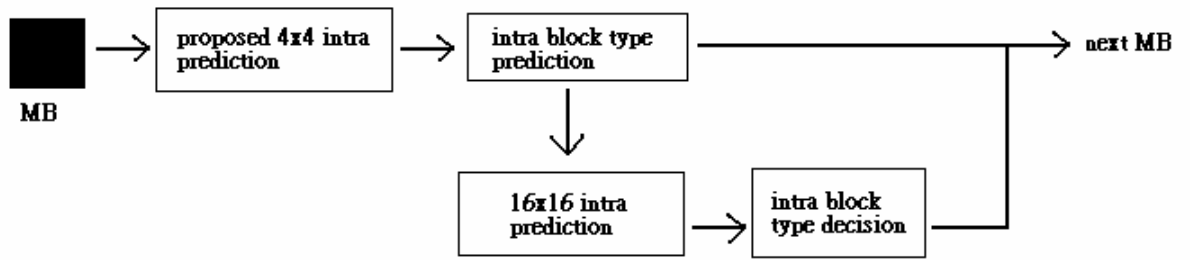 proposed 4x4 intra
prediction
intra block type
prediction
next MB
MB
16x16 intra
prediction
intra block
type decision